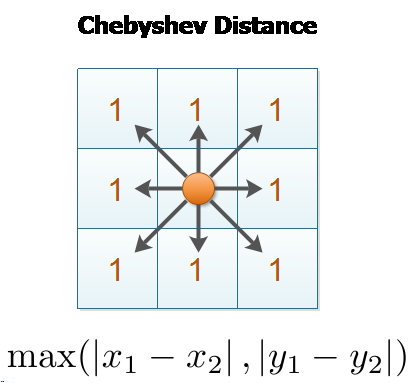 Chebyshev Distance
1 1 1
1 1
1 1 1
max(|x₁ − x₂| , |y₁ − y₂|)